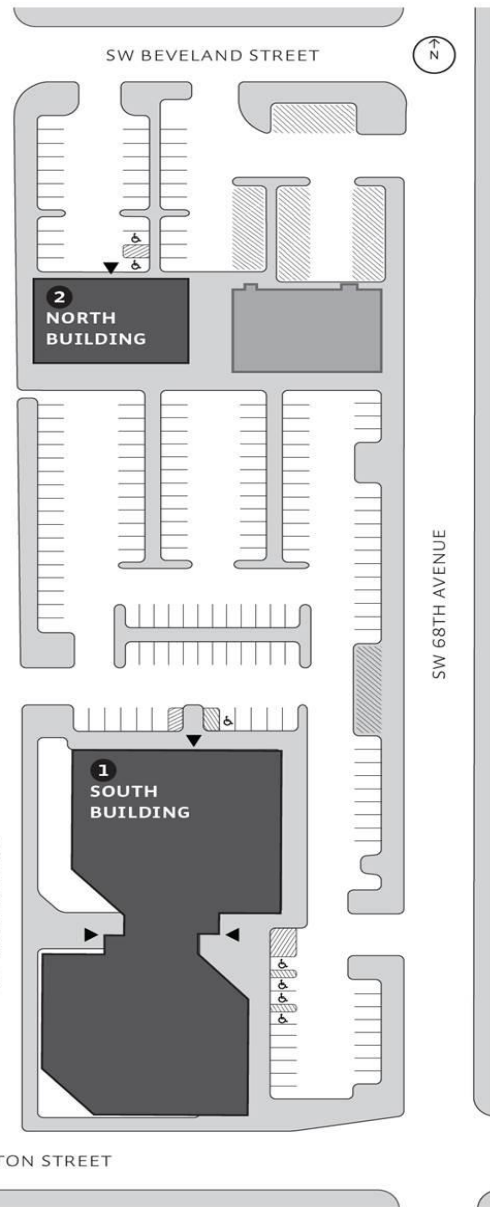 SW BEVELAND STREET
N
2
NORTH
BUILDING
SW 68TH AVENUE
1
SOUTH
BUILDING
TON STREET